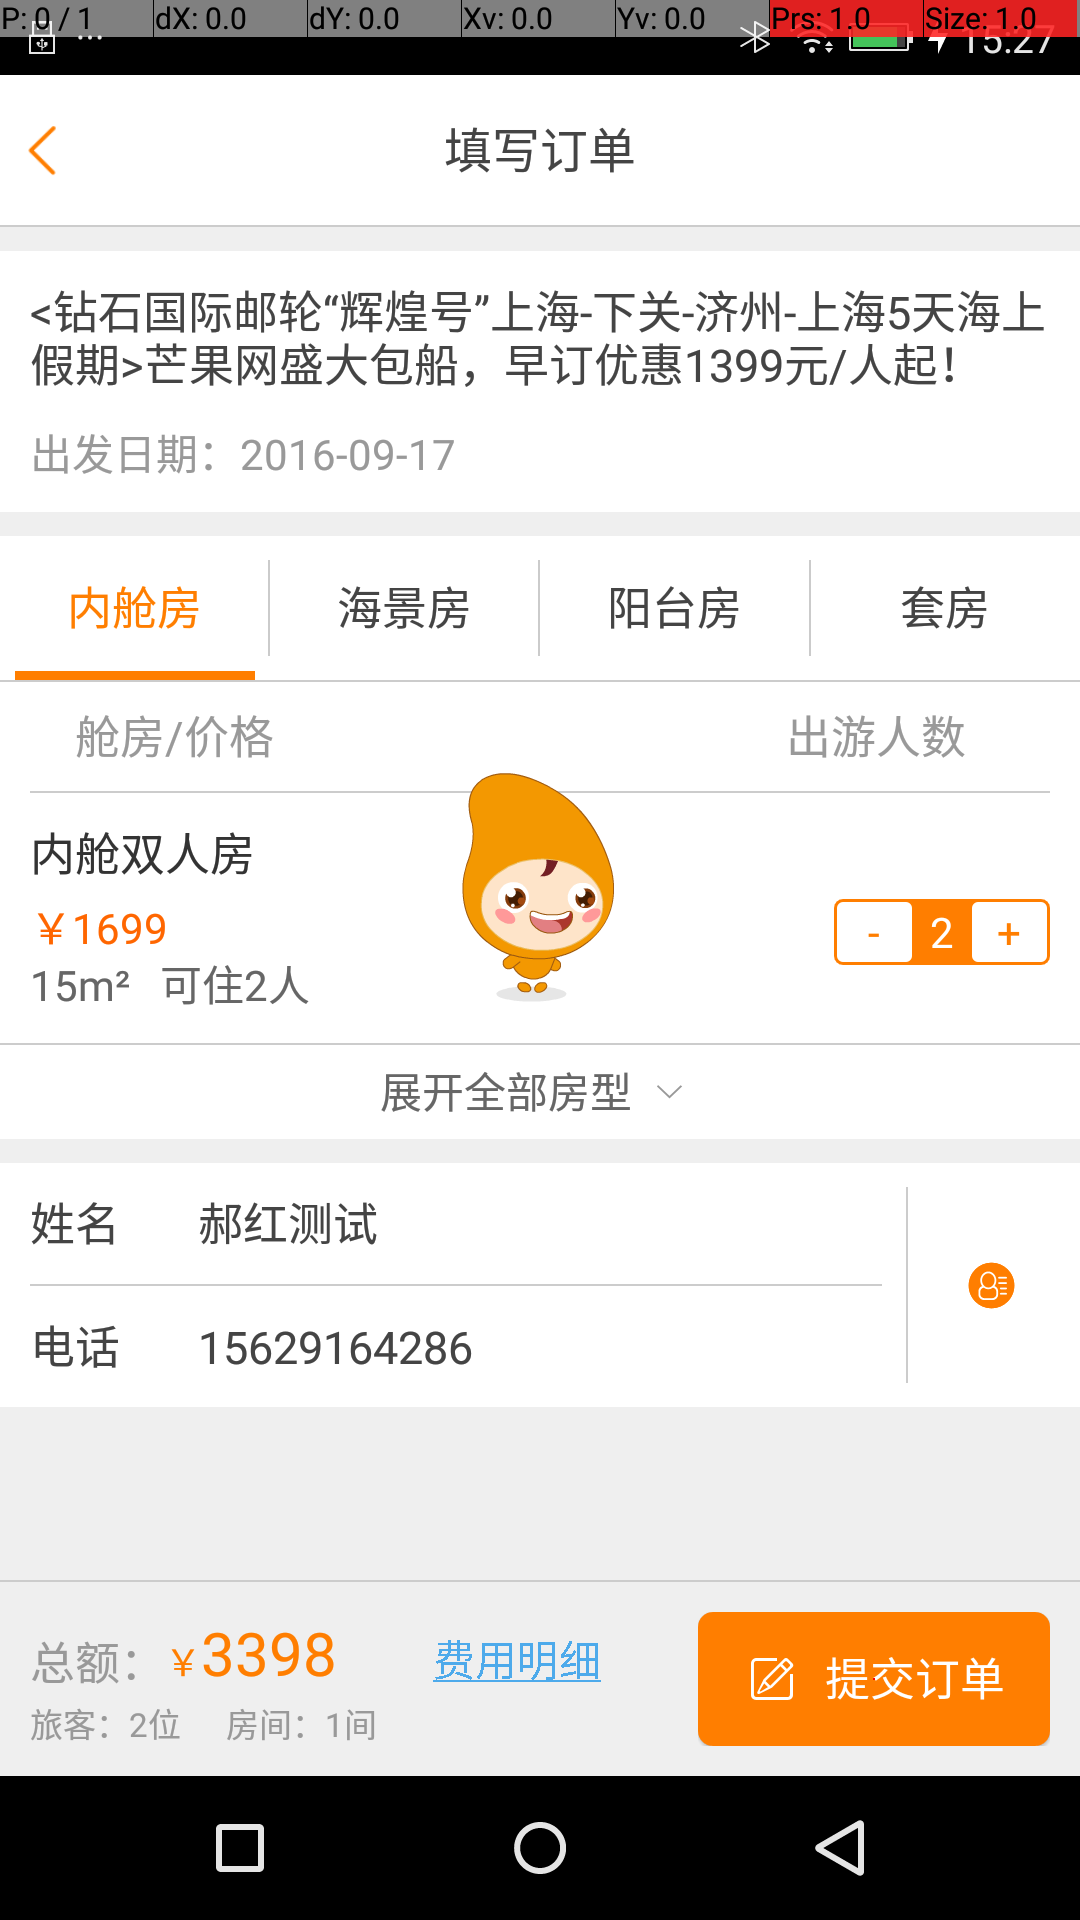 P: 0 / 1 dX: 0.0 dY: 0.0 Xv: 0.0 Yv: 0.0 Prs: 1.0 Size: 1.0
15:27
填写订单
<钻石国际邮轮“辉煌号”上海-下关-济州-上海5天海上
假期>芒果网盛大包船，早订优惠1399元/人起！
出发日期：2016-09-17
内舱房 海景房 阳台房 套房
舱房/价格 出游人数
内舱双人房
￥1699
- 2 +
15m² 可住2人
展开全部房型
姓名 郝红测试
电话 15629164286
总额：￥3398 费用明细 提交订单
旅客：2位 房间：1间